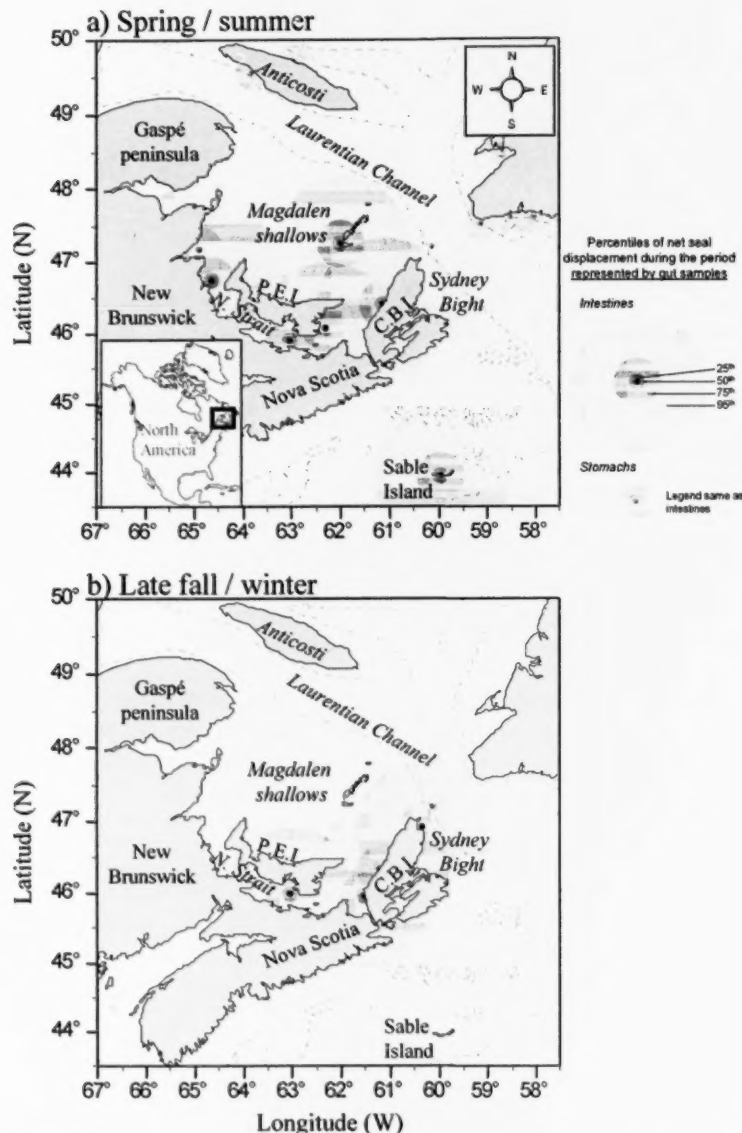 a) Spring / summer
50°
49°
48°
47°
46°
45°
44°
Latitude (N)
Anticosti
N
W
E
S
Gaspé
peninsula
Laurentian Channel
Magdalen
shallows
New
Brunswick
P.E.I.
N. Strait
C.B.I.
Sydney
Bight
Nova Scotia
North
America
Sable
Island
67° 66° 65° 64° 63° 62° 61° 60° 59° 58°
Percentiles of net seal
displacement during the period
represented by gut samples
Intestines
25th
50th
75th
95th
Stomachs
Legend same as
intestines
b) Late fall / winter
50°
49°
48°
47°
46°
45°
44°
Latitude (N)
Anticosti
Gaspé
peninsula
Laurentian Channel
Magdalen
shallows
New
Brunswick
P.E.I.
N. Strait
C.B.I.
Sydney
Bight
Nova Scotia
Sable
Island
67° 66° 65° 64° 63° 62° 61° 60° 59° 58°
Longitude (W)